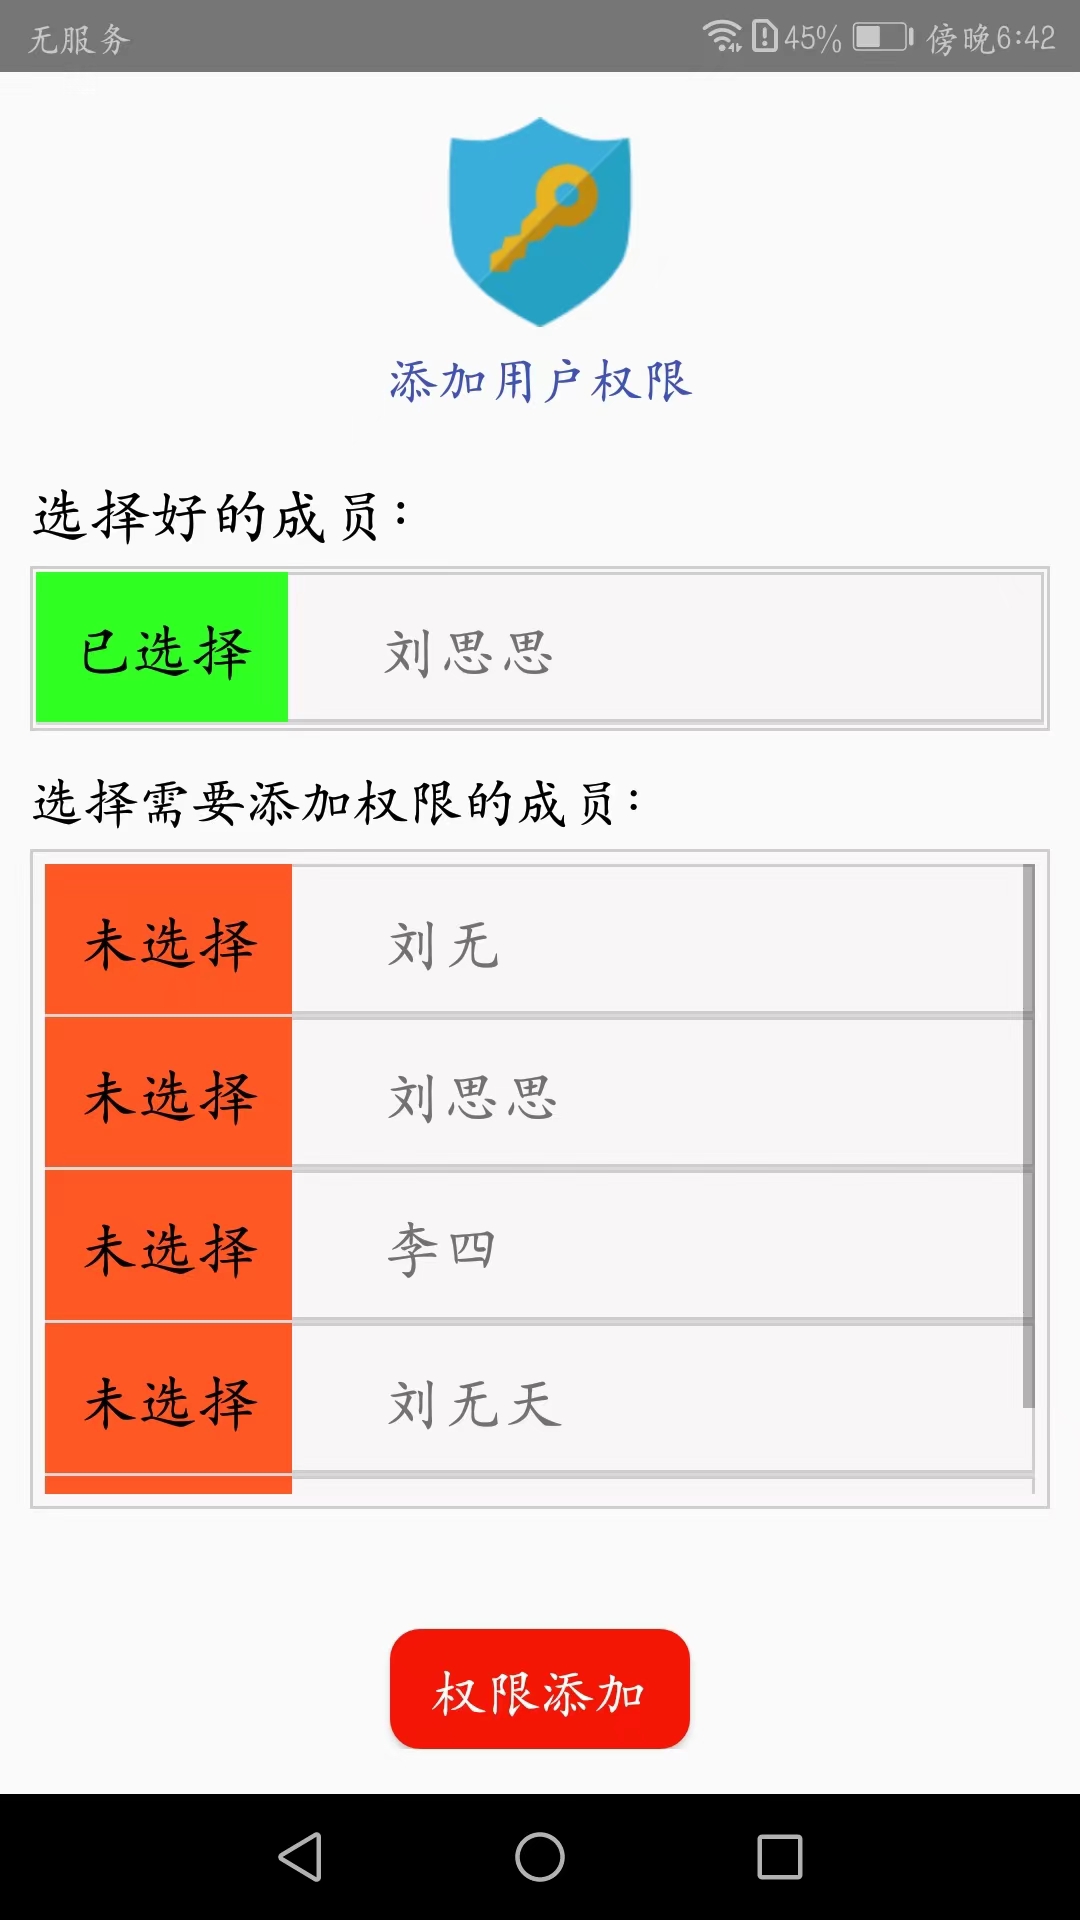 无服务 45% 傍晚6:42
添加用户权限
选择好的成员：
已选择 刘思思
选择需要添加权限的成员：
未选择 刘无
未选择 刘思思
未选择 李四
未选择 刘无天
权限添加